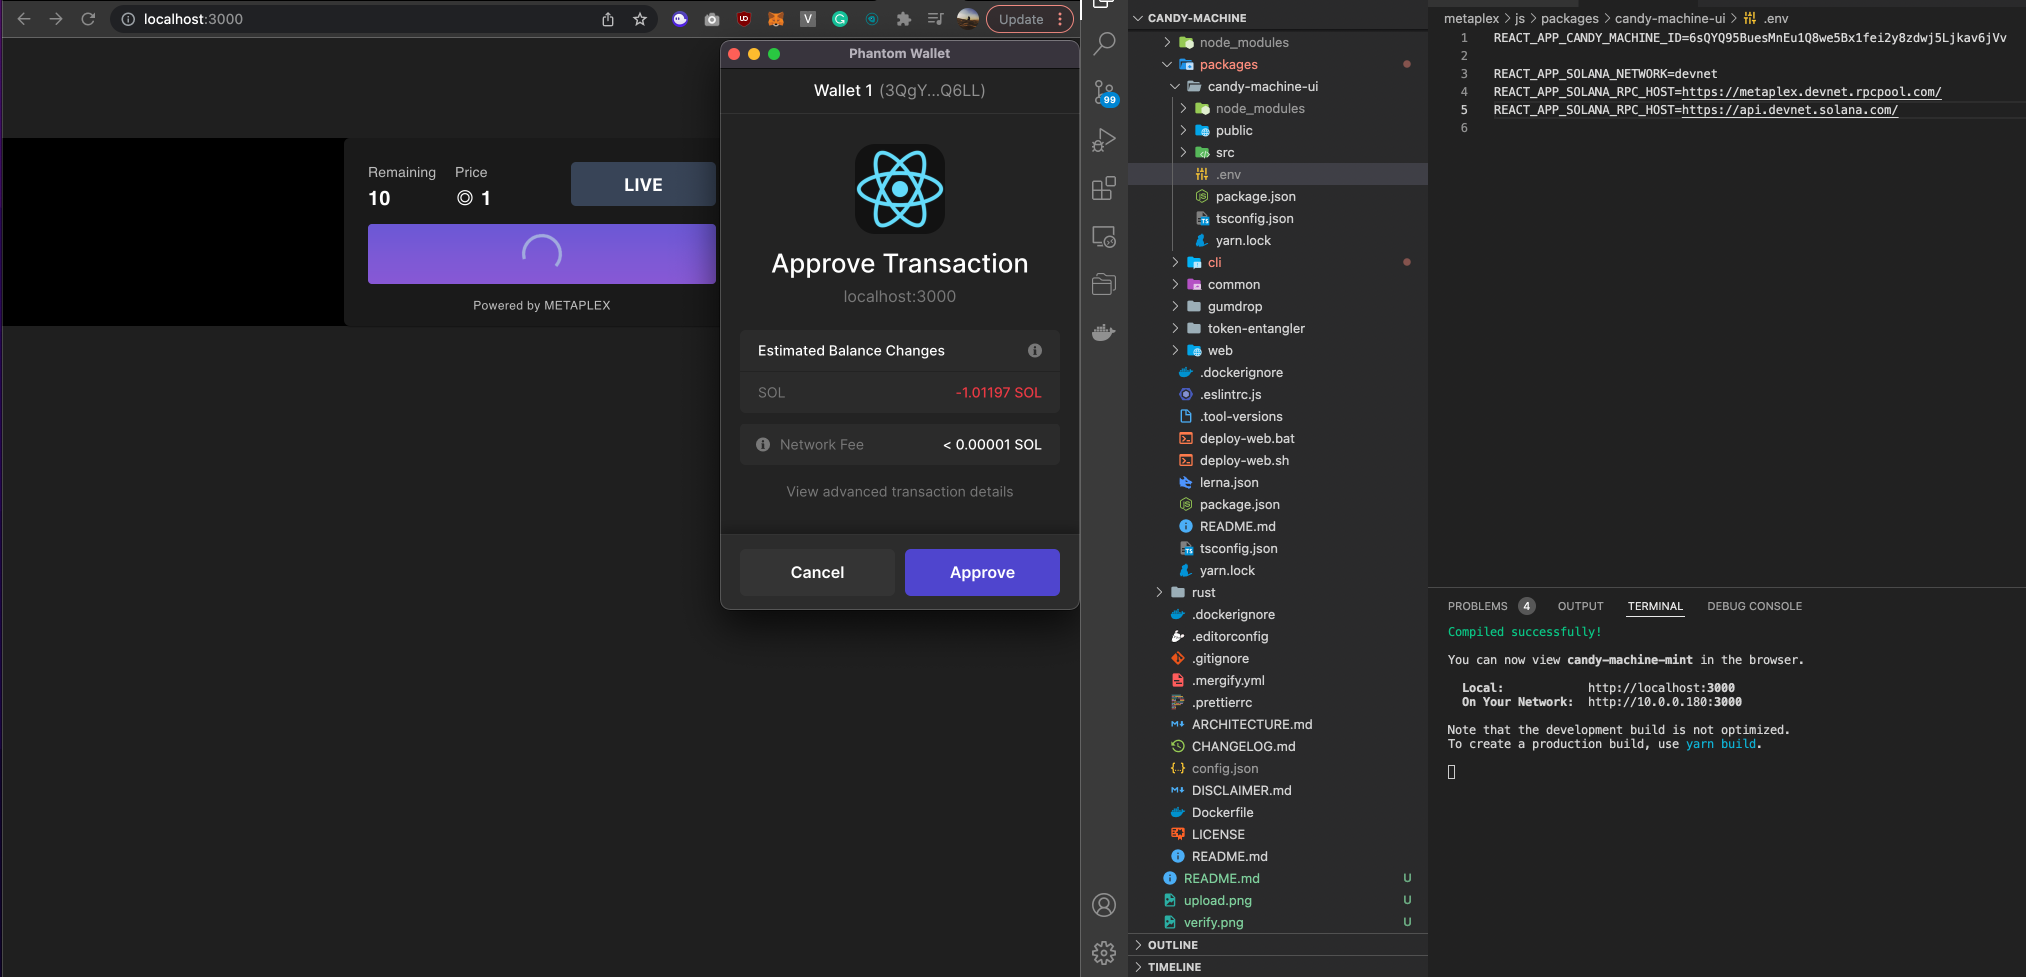 localhost:3000
Update
Remaining
10
Price
1
LIVE
Powered by METAPLEX
Phantom Wallet
Wallet 1 (3QgY...Q6LL)
Approve Transaction
localhost:3000
Estimated Balance Changes
SOL
-1.01197 SOL
Network Fee
< 0.00001 SOL
View advanced transaction details
Cancel
Approve
99
CANDY-MACHINE
node_modules
packages
candy-machine-ui
node_modules
public
src
.env
package.json
tsconfig.json
yarn.lock
cli
common
gumdrop
token-entangler
web
.dockerignore
.eslintrc.js
.tool-versions
deploy-web.bat
deploy-web.sh
lerna.json
package.json
README.md
tsconfig.json
yarn.lock
rust
.dockerignore
.editorconfig
.gitignore
.mergify.yml
.prettierrc
ARCHITECTURE.md
CHANGELOG.md
config.json
DISCLAIMER.md
Dockerfile
LICENSE
README.md
README.md U
upload.png U
verify.png U
OUTLINE
TIMELINE
metaplex > js > packages > candy-machine-ui > .env
1 REACT_APP_CANDY_MACHINE_ID=6sQYQ95BuesMnEu1Q8we5Bx1fei2y8zdwj5Ljkav6jVv
2
3 REACT_APP_SOLANA_NETWORK=devnet
4 REACT_APP_SOLANA_RPC_HOST=https://metaplex.devnet.rpcpool.com/
5 REACT_APP_SOLANA_RPC_HOST=https://api.devnet.solana.com/
6
PROBLEMS 4 OUTPUT TERMINAL DEBUG CONSOLE
Compiled successfully!
You can now view candy-machine-mint in the browser.
Local: http://localhost:3000
On Your Network: http://10.0.0.180:3000
Note that the development build is not optimized.
To create a production build, use yarn build.